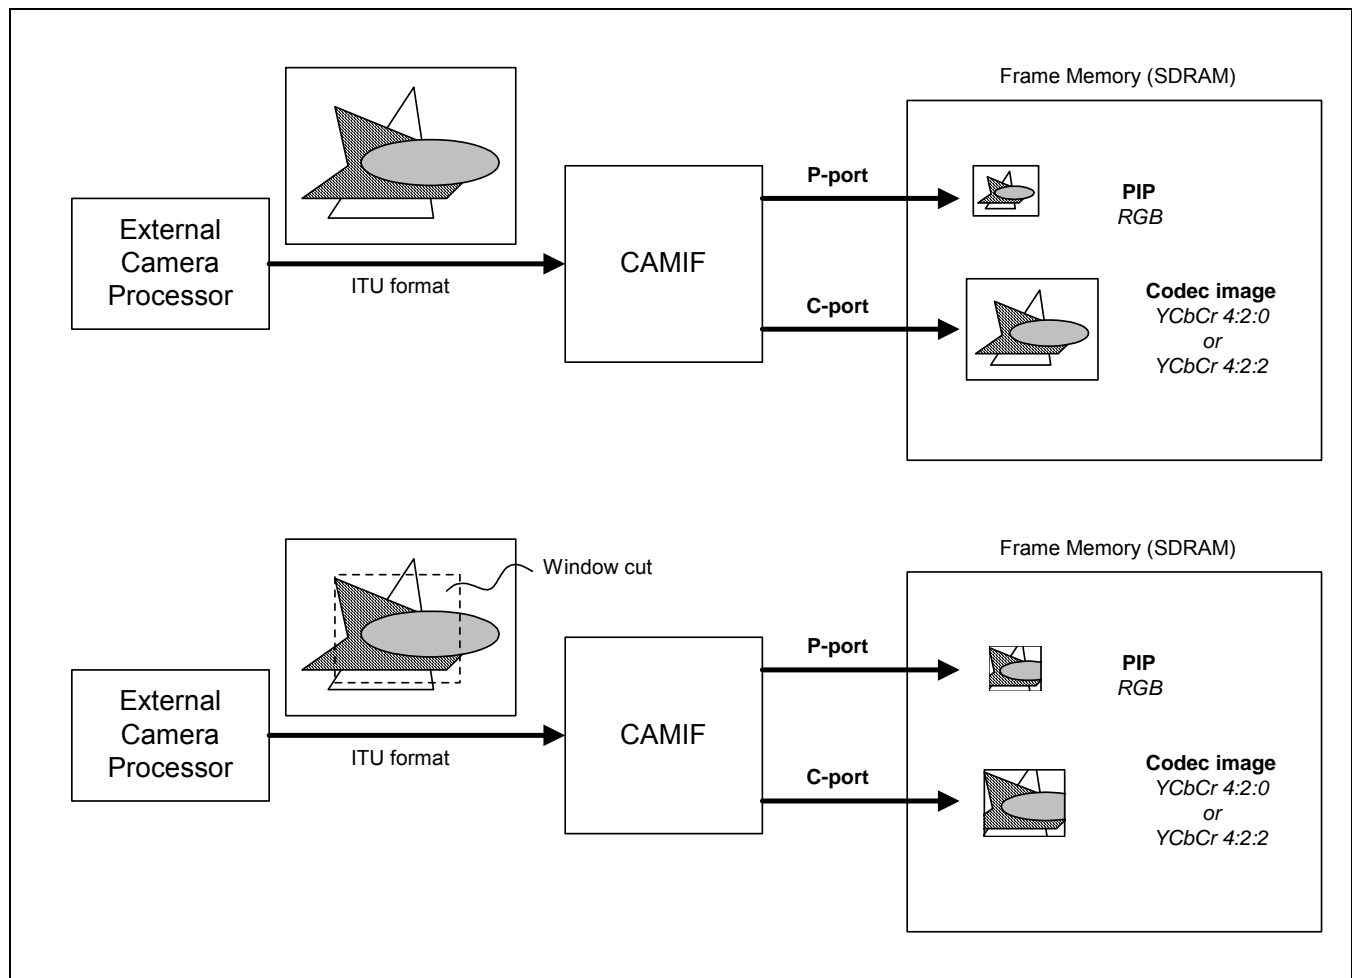 Frame Memory (SDRAM)
External
Camera
Processor
ITU format
CAMIF
P-port
C-port
PIP
RGB
Codec image
YCbCr 4:2:0
or
YCbCr 4:2:2
Frame Memory (SDRAM)
Window cut
External
Camera
Processor
ITU format
CAMIF
P-port
C-port
PIP
RGB
Codec image
YCbCr 4:2:0
or
YCbCr 4:2:2